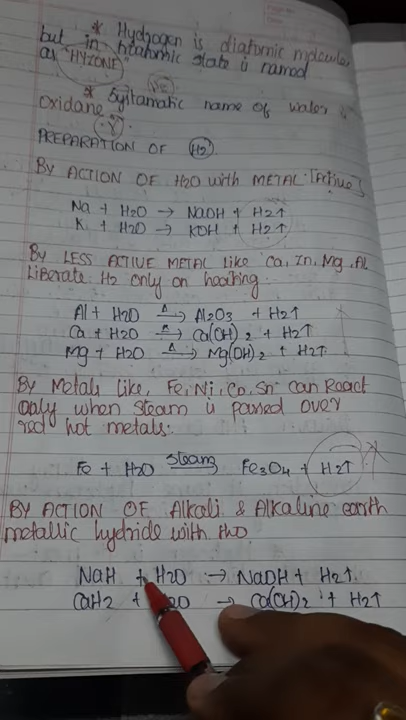 * Hydrogen is diatomic molecular
but in triatomic state is named
as "HYZONE"
* Systamatic name of water is
Oxidane
PREPARATION OF H2
BY ACTION OF H2O with METAL [Active]
Na + H2O → NaOH + H2↑
K + H2O → KOH + H2↑
By LESS ACTIVE METAL like Ca, Zn, Mg, Al
liberate H2 only on heating.
Al + H2O Δ→ Al2O3 + H2↑
Ca + H2O Δ→ Ca(OH)2 + H2↑
Mg + H2O Δ→ Mg(OH)2 + H2↑
By Metals like, Fe, Ni, Co, Sn can React
only when steam is passed over
red hot metals.
Fe + H2O steam→ Fe3O4 + H2↑
BY ACTION OF Alkali & Alkaline earth
metallic hydride with H2O.
NaH + H2O → NaOH + H2↑
CaH2 + H2O → Ca(OH)2 + H2↑